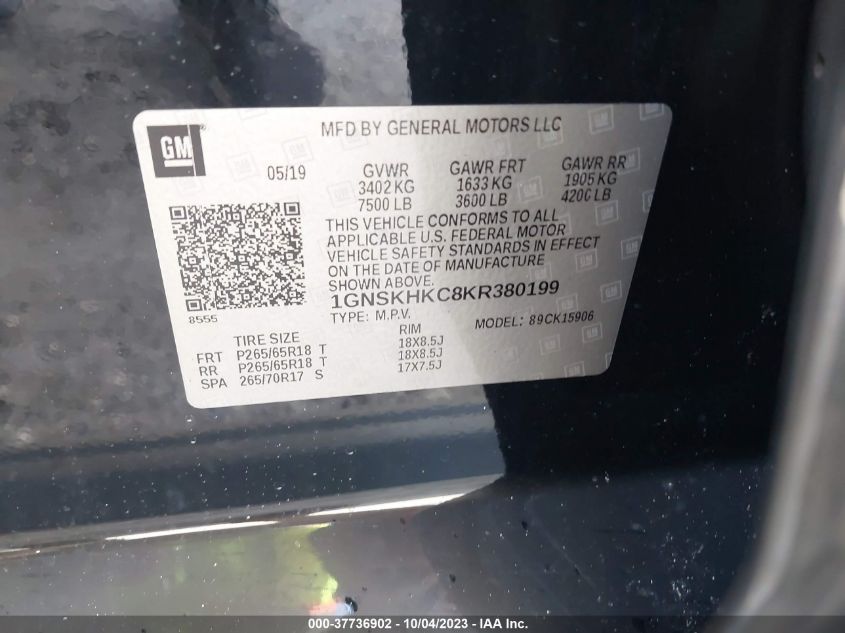 GM
MFD BY GENERAL MOTORS LLC
05/19 GVWR GAWR FRT GAWR RR
3402 KG 1633 KG 1905 KG
7500 LB 3600 LB 4200 LB
THIS VEHICLE CONFORMS TO ALL
APPLICABLE U.S. FEDERAL MOTOR
VEHICLE SAFETY STANDARDS IN EFFECT
ON THE DATE OF MANUFACTURE
SHOWN ABOVE.
1GNSKHKC8KR380199
8555
TYPE: M.P.V. MODEL: 89CK15906
TIRE SIZE RIM
FRT P265/65R18 T 18X8.5J
RR P265/65R18 T 18X8.5J
SPA 265/70R17 S 17X7.5J
000-37736902 - 10/04/2023 - IAA Inc.